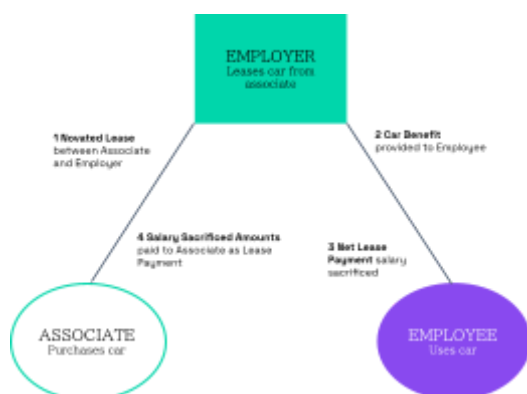 EMPLOYER
Leases car from
associate
1 Novated Lease
between Associate
and Employer
2 Car Benefit
provided to Employee
4 Salary Sacrificed Amounts
paid to Associate as Lease
Payment
3 Net Lease
Payment salary
sacrificed
ASSOCIATE
Purchases car
EMPLOYEE
Uses car